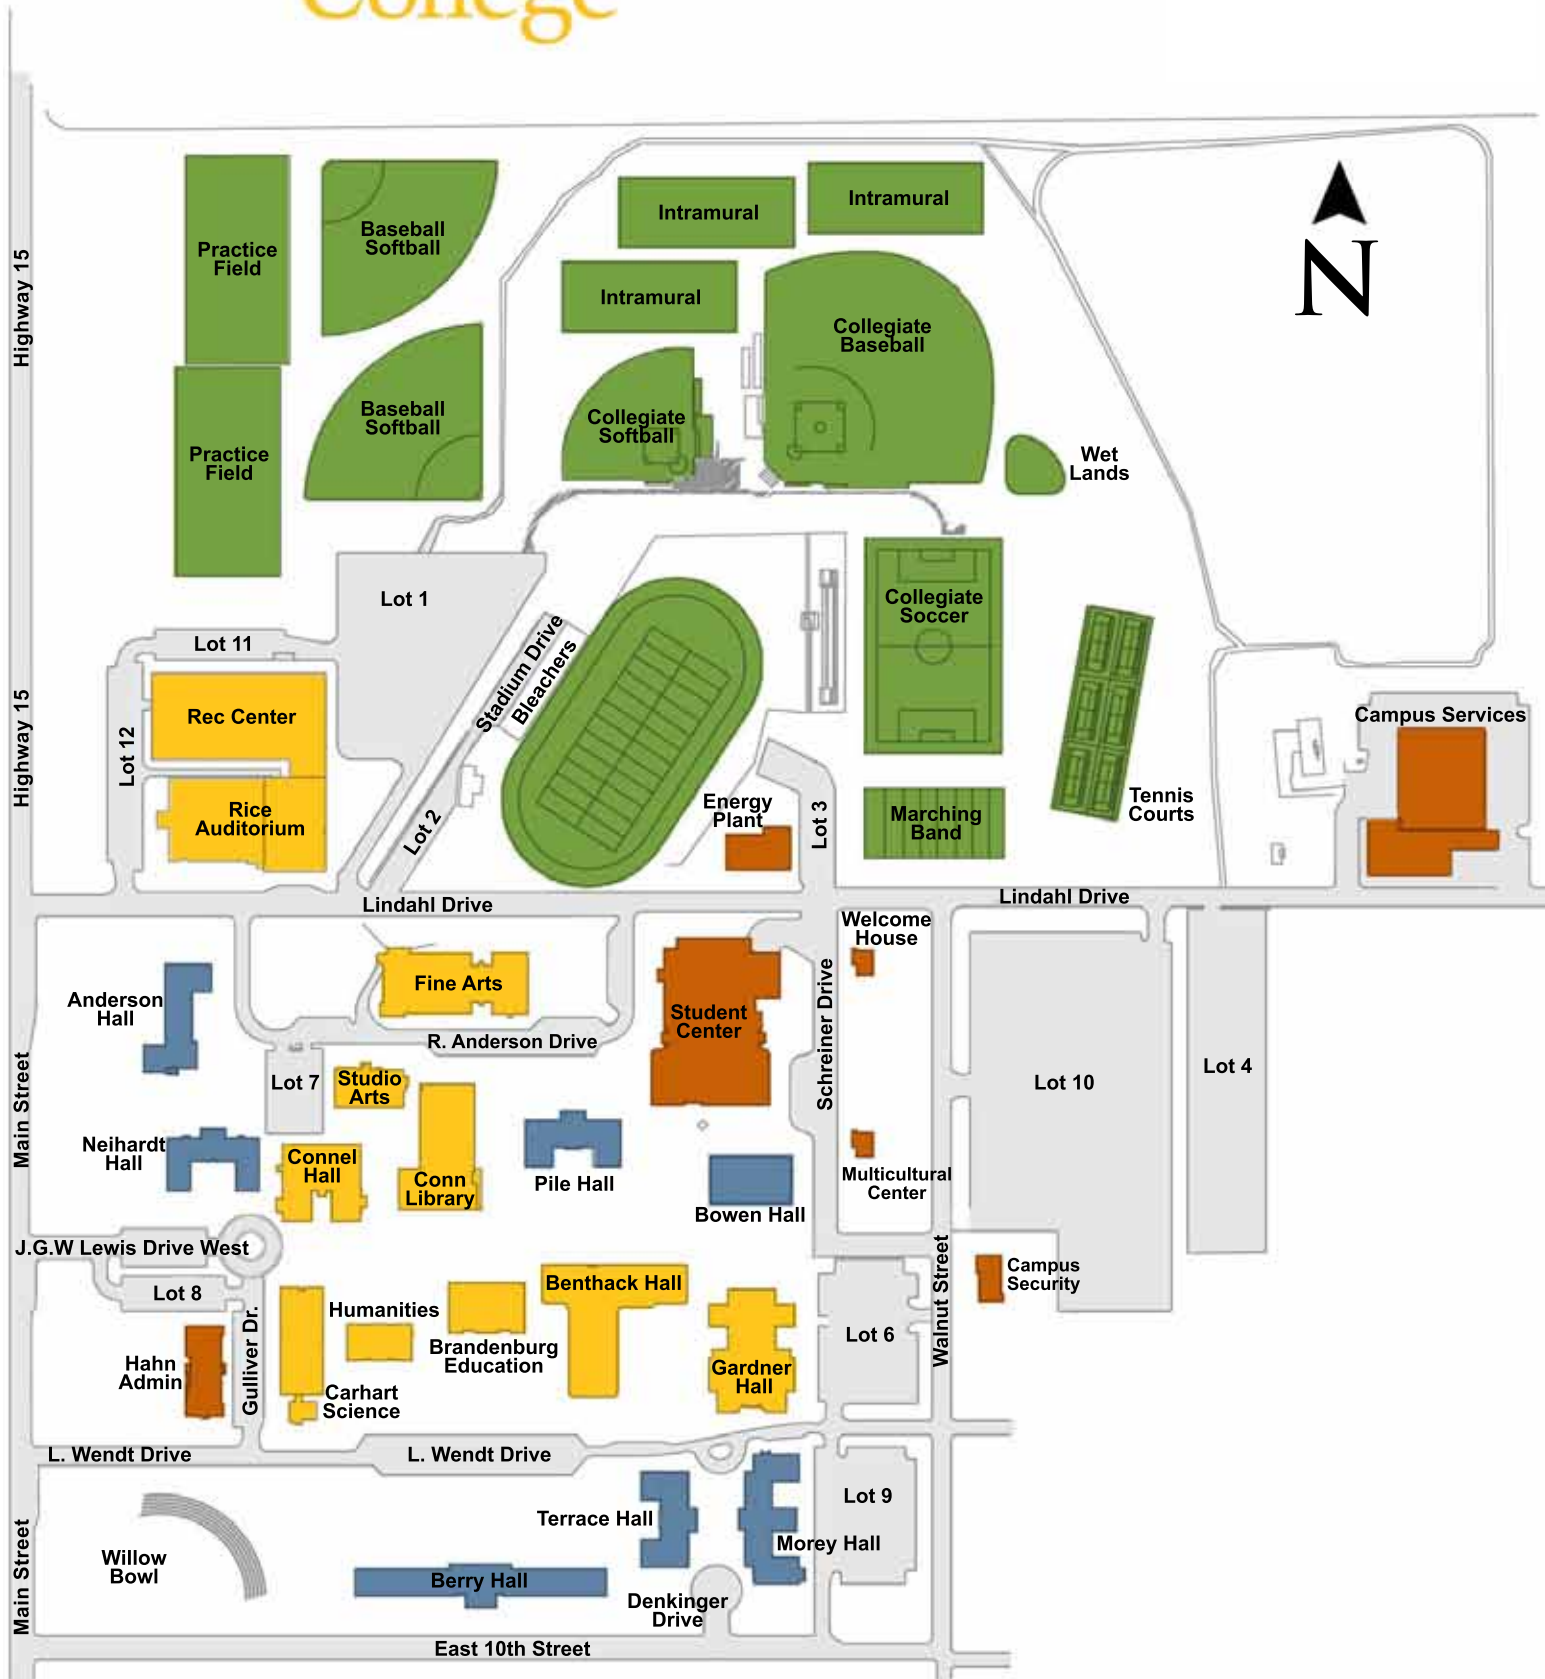 College
Intramural
Intramural
Baseball
Softball
Practice
Field
Highway 15
N
Intramural
Collegiate
Baseball
Baseball
Softball
Collegiate
Softball
Practice
Field
Wet
Lands
Lot 1
Collegiate
Soccer
Lot 11
Stadium Drive
Bleachers
Rec Center
Highway 15
Lot 12
Campus Services
Rice
Auditorium
Lot 2
Energy
Plant
Lot 3
Marching
Band
Tennis
Courts
Lindahl Drive
Lindahl Drive
Welcome
House
Anderson
Hall
Fine Arts
Student
Center
Schreiner Drive
R. Anderson Drive
Main Street
Lot 7
Studio
Arts
Lot 10
Lot 4
Neihardt
Hall
Connel
Hall
Conn
Library
Pile Hall
Bowen Hall
Multicultural
Center
J.G.W Lewis Drive West
Lot 8
Gulliver Dr.
Humanities
Benthack Hall
Brandenburg
Education
Walnut Street
Campus
Security
Lot 6
Hahn
Admin
Carhart
Science
Gardner
Hall
L. Wendt Drive
L. Wendt Drive
Lot 9
Terrace Hall
Morey Hall
Main Street
Willow
Bowl
Berry Hall
Denkinger
Drive
East 10th Street